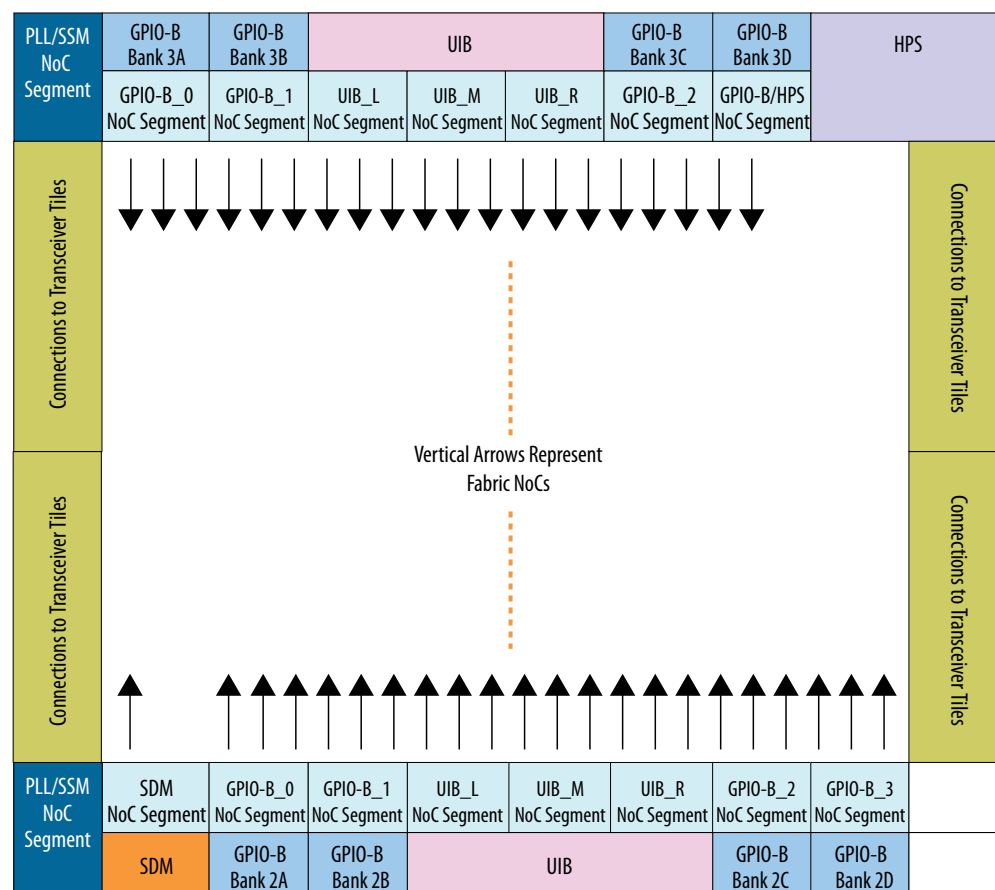 PLL/SSM
NoC
Segment
GPIO-B
Bank 3A
GPIO-B
Bank 3B
UIB
GPIO-B
Bank 3C
GPIO-B
Bank 3D
HPS
GPIO-B_0
NoC Segment
GPIO-B_1
NoC Segment
UIB_L
NoC Segment
UIB_M
NoC Segment
UIB_R
NoC Segment
GPIO-B_2
NoC Segment
GPIO-B/HPS
NoC Segment
Connections to Transceiver Tiles
Connections to Transceiver Tiles
Vertical Arrows Represent
Fabric NoCs
Connections to Transceiver Tiles
Connections to Transceiver Tiles
PLL/SSM
NoC
Segment
SDM
NoC Segment
GPIO-B_0
NoC Segment
GPIO-B_1
NoC Segment
UIB_L
NoC Segment
UIB_M
NoC Segment
UIB_R
NoC Segment
GPIO-B_2
NoC Segment
GPIO-B_3
NoC Segment
SDM
GPIO-B
Bank 2A
GPIO-B
Bank 2B
UIB
GPIO-B
Bank 2C
GPIO-B
Bank 2D